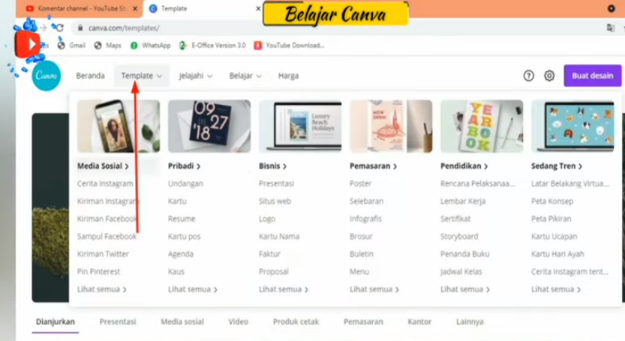 Komentar channel - YouTube St
Template
Belajar Canva
canva.com/templates/
Gmail
Maps
WhatsApp
E-Office Version 3.0
YouTube Download...
Canva
Beranda
Template
Jelajahi
Belajar
Harga
Buat desain
09
27
'18
Luxury
Beach
Holidays
YEAR
BOOK
Media Sosial
Pribadi
Bisnis
Pemasaran
Pendidikan
Sedang Tren
Cerita Instagram
Undangan
Presentasi
Poster
Rencana Pelaksanaa...
Latar Belakang Virtua...
Kiriman Instagram
Kartu
Situs web
Selebaran
Lembar Kerja
Peta Konsep
Kiriman Facebook
Resume
Logo
Infografis
Sertifikat
Peta Pikiran
Sampul Facebook
Kartu pos
Kartu Nama
Brosur
Storyboard
Kartu Ucapan
Kiriman Twitter
Agenda
Faktur
Buletin
Penanda Buku
Kartu Hari Ayah
Pin Pinterest
Kaus
Proposal
Menu
Jadwal Kelas
Cerita Instagram tent...
Lihat semua
Lihat semua
Lihat semua
Lihat semua
Lihat semua
Lihat semua
Dianjurkan
Presentasi
Media sosial
Video
Produk cetak
Pemasaran
Kantor
Lainnya